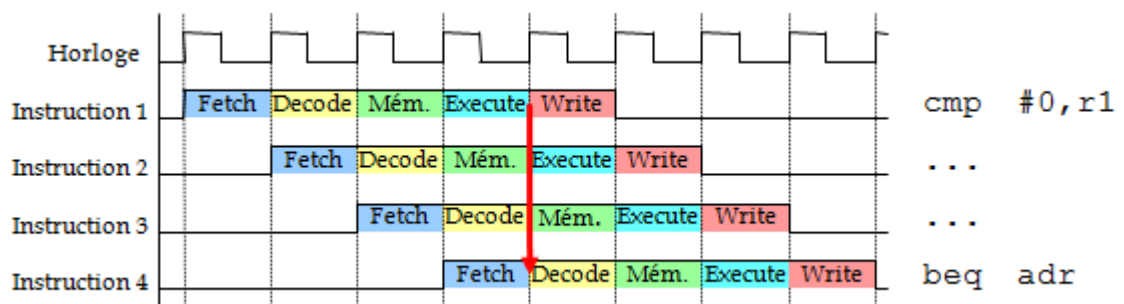 Horloge
Instruction 1 Fetch Decode Mém. Execute Write cmp #0,r1
Instruction 2 Fetch Decode Mém. Execute Write ...
Instruction 3 Fetch Decode Mém. Execute Write ...
Instruction 4 Fetch Decode Mém. Execute Write beq adr